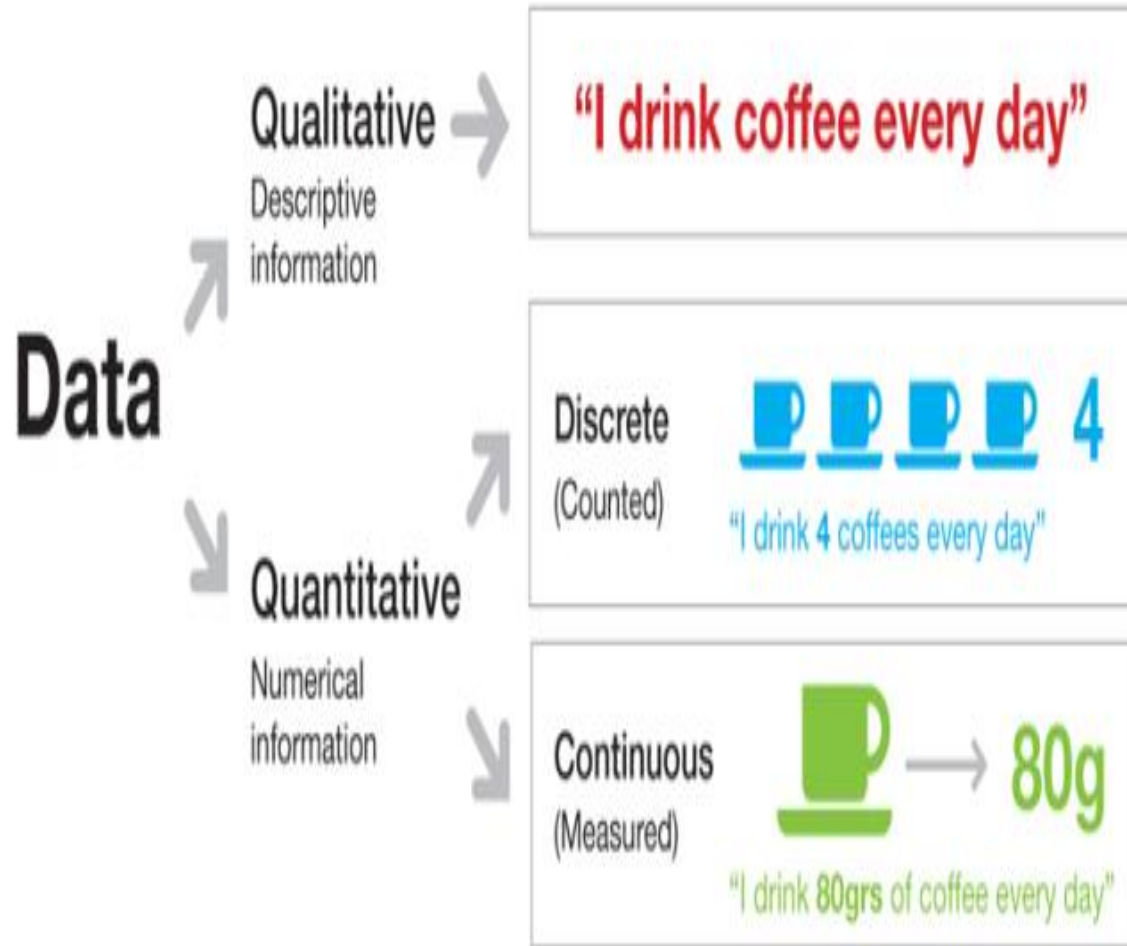 Data
Qualitative
Descriptive
information
“I drink coffee every day”
Quantitative
Numerical
information
Discrete
(Counted)
4
“I drink 4 coffees every day”
Continuous
(Measured)
80g
“I drink 80grs of coffee every day”